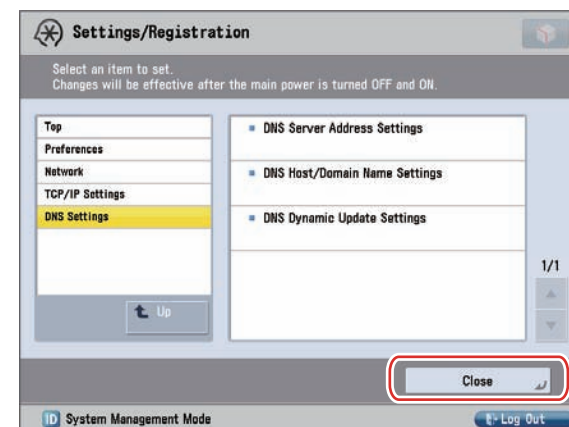 Settings/Registration
Select an item to set.
Changes will be effective after the main power is turned OFF and ON.
Top
Preferences
Network
TCP/IP Settings
DNS Settings
Up
DNS Server Address Settings
DNS Host/Domain Name Settings
DNS Dynamic Update Settings
1/1
Close
ID System Management Mode
Log Out